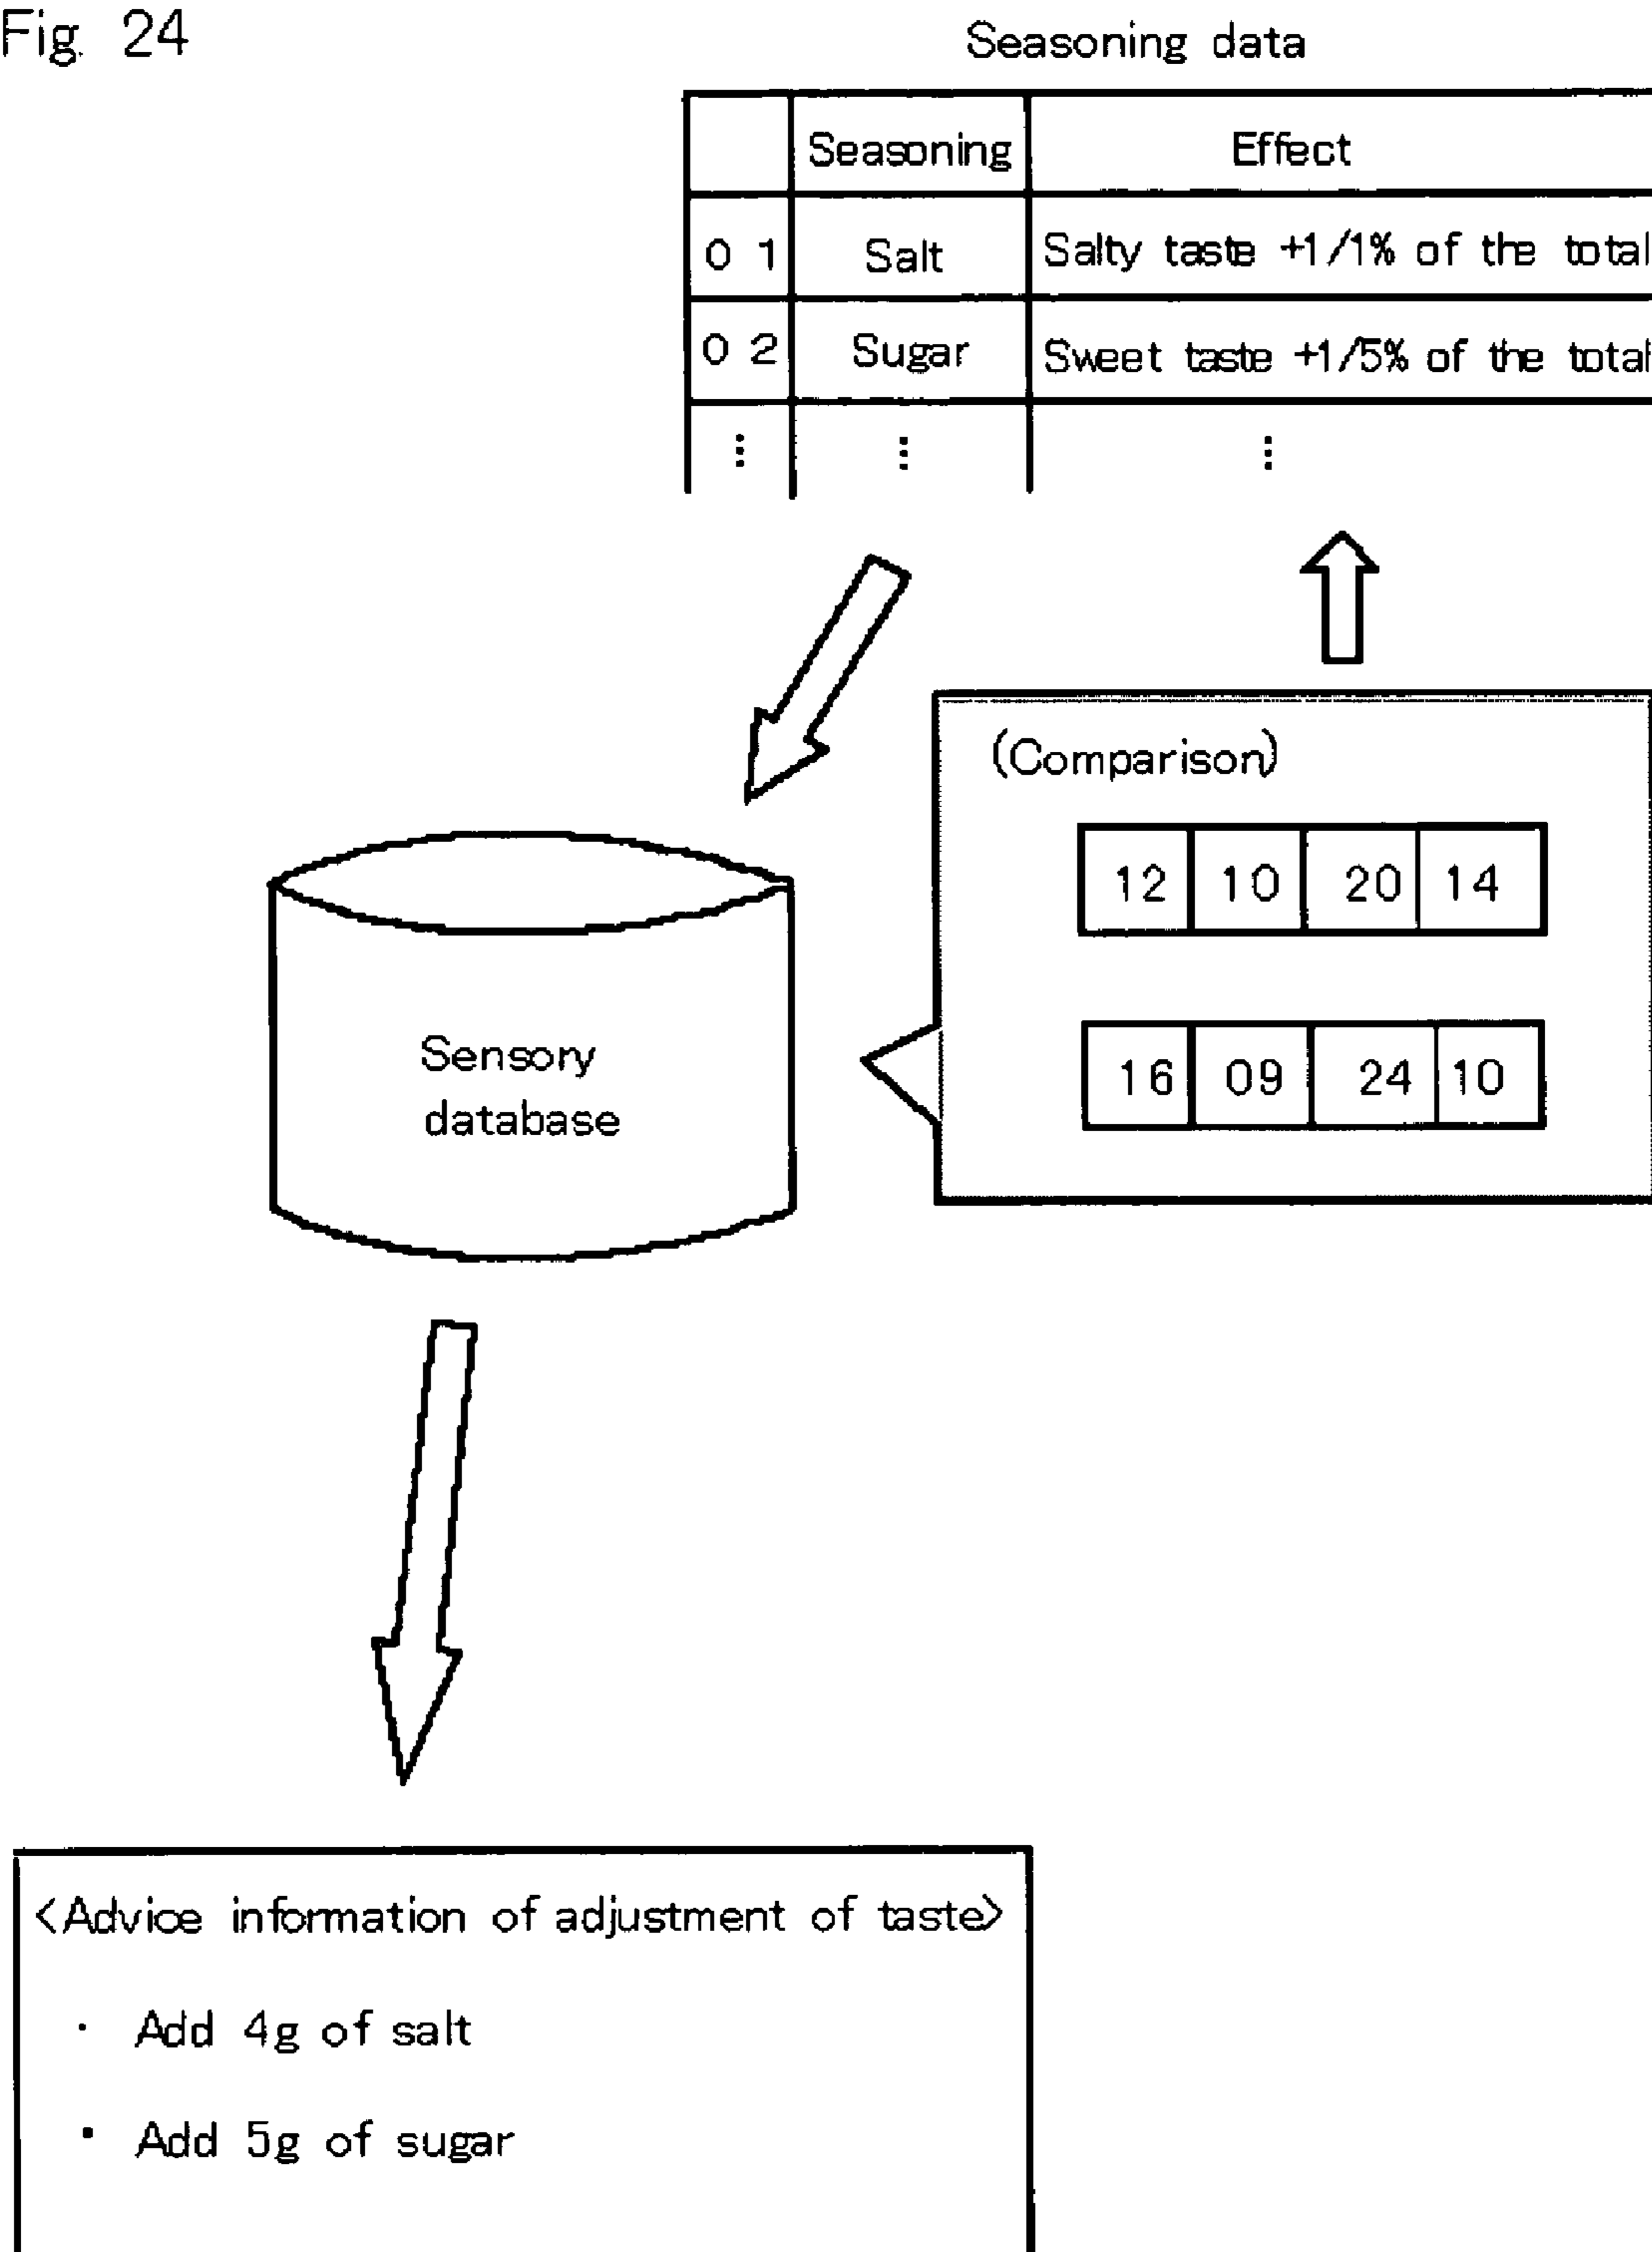 Fig. 24
Seasoning data
Seasoning Effect
0 1 Salt Salty taste +1/1% of the total
0 2 Sugar Sweet taste +1/5% of the total
⋮ ⋮ ⋮
(Comparison)
12 10 20 14
16 09 24 10
Sensory
database
<Advice information of adjustment of taste>
・ Add 4g of salt
・ Add 5g of sugar